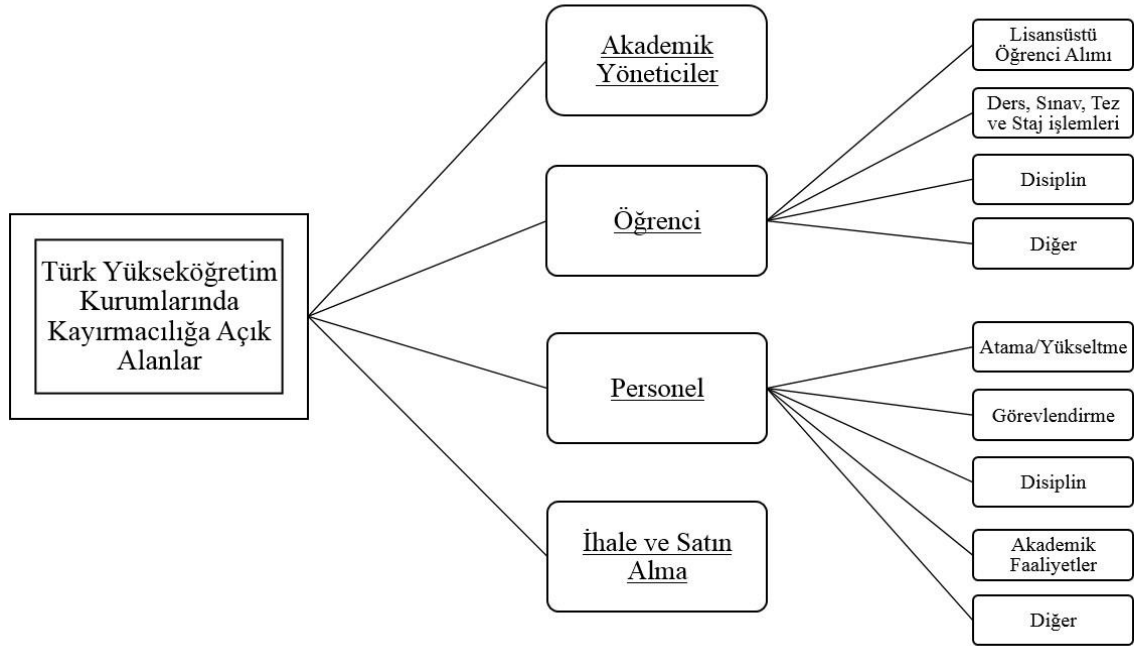 Türk Yükseköğretim
Kurumlarında
Kayırmacılığa Açık
Alanlar
Akademik
Yöneticiler
Öğrenci
Personel
İhale ve Satın
Alma
Lisansüstü
Öğrenci Alımı
Ders, Sınav, Tez
ve Staj işlemleri
Disiplin
Diğer
Atama/Yükseltme
Görevlendirme
Disiplin
Akademik
Faaliyetler
Diğer